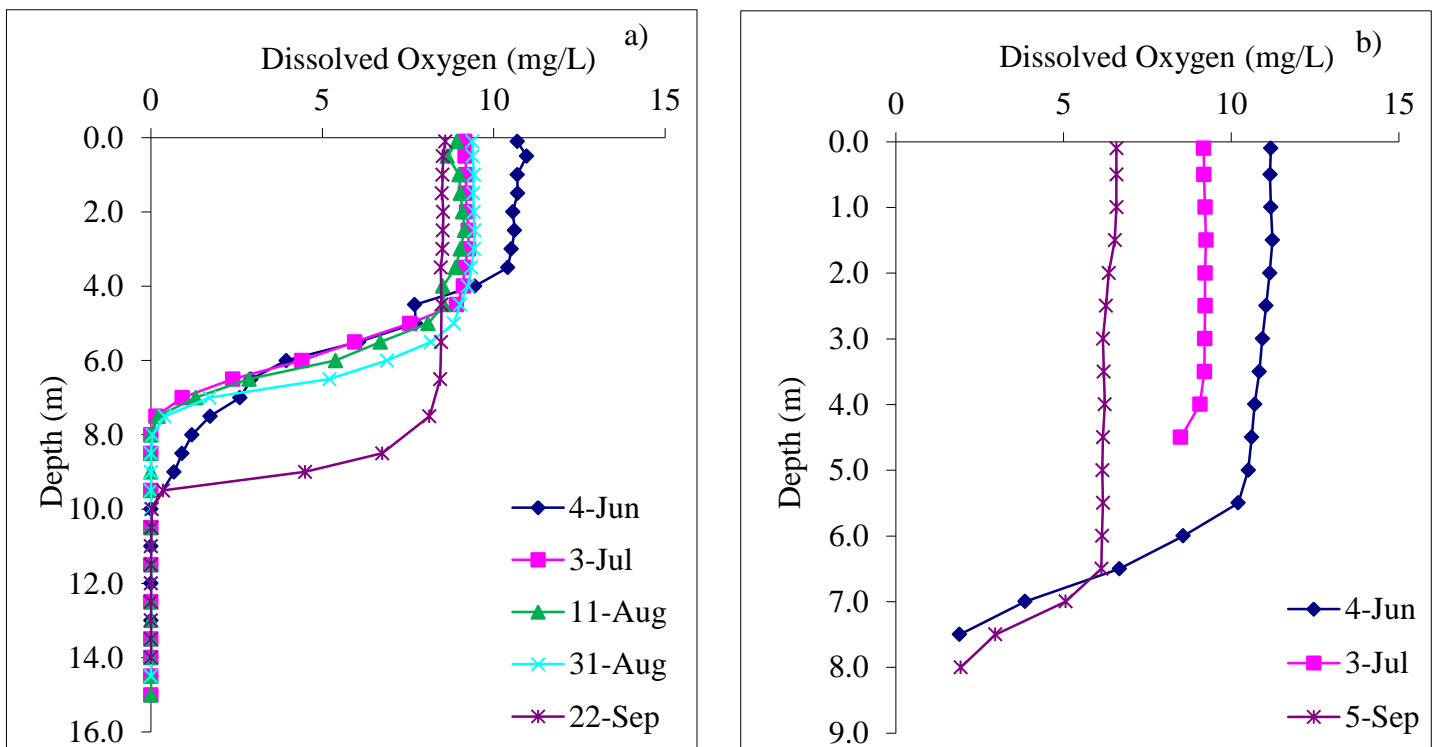 a)
Dissolved Oxygen (mg/L)
0 5 10 15
0.0
2.0
4.0
6.0
8.0
10.0
12.0
14.0
16.0
Depth (m)
4-Jun
3-Jul
11-Aug
31-Aug
22-Sep
b)
Dissolved Oxygen (mg/L)
0 5 10 15
0.0
1.0
2.0
3.0
4.0
5.0
6.0
7.0
8.0
9.0
Depth (m)
4-Jun
3-Jul
5-Sep